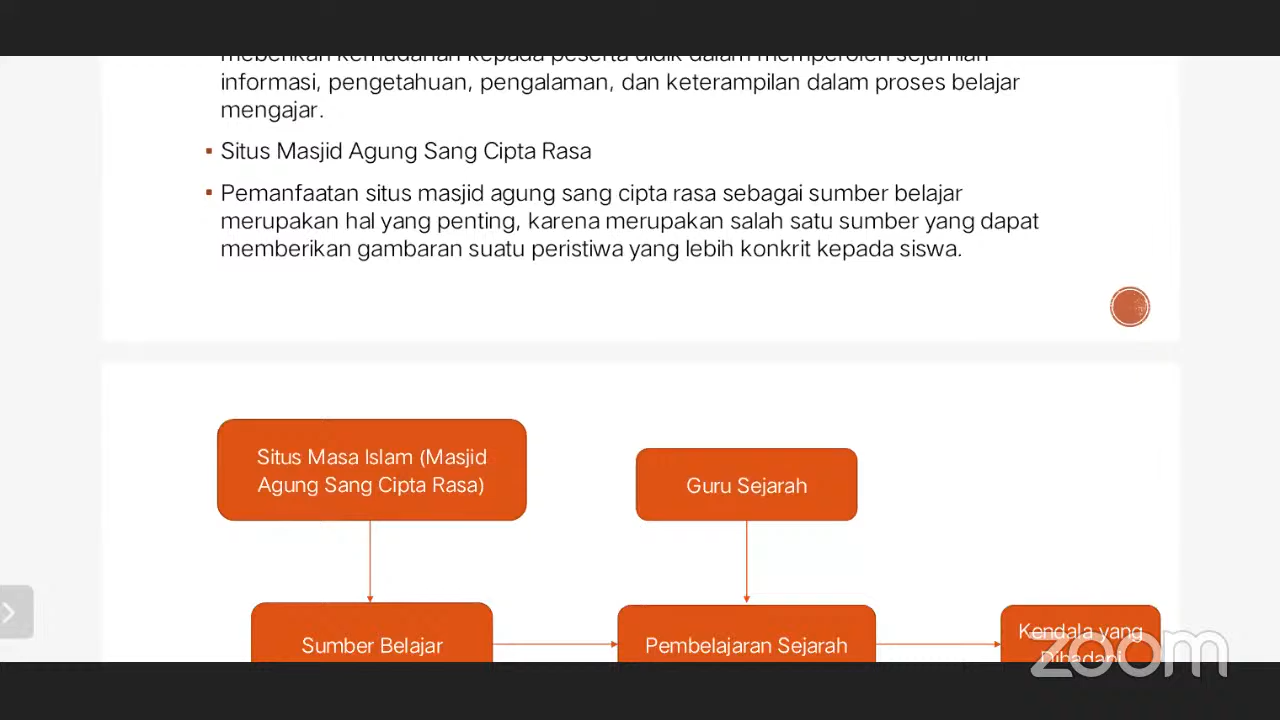 meberikan kemudahan kepada peserta didik dalam memperoleh sejumlah
informasi, pengetahuan, pengalaman, dan keterampilan dalam proses belajar
mengajar.
Situs Masjid Agung Sang Cipta Rasa
Pemanfaatan situs masjid agung sang cipta rasa sebagai sumber belajar
merupakan hal yang penting, karena merupakan salah satu sumber yang dapat
memberikan gambaran suatu peristiwa yang lebih konkrit kepada siswa.
Situs Masa Islam (Masjid
Agung Sang Cipta Rasa)
Guru Sejarah
Sumber Belajar
Pembelajaran Sejarah
Kendala yang
Dihadapi
zoom